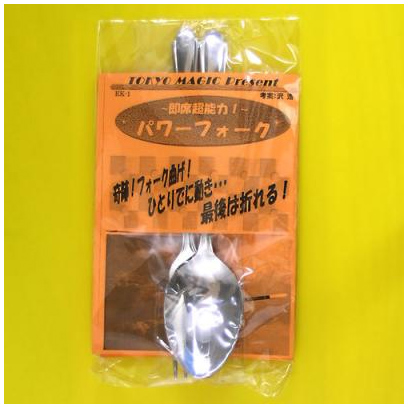 TOKYO MAGIC Present
EK-1
考案:沢 浩
~即席超能力!~
パワーフォーク
奇跡!フォーク曲げ!
ひとりでに動き…
最後は折れる!